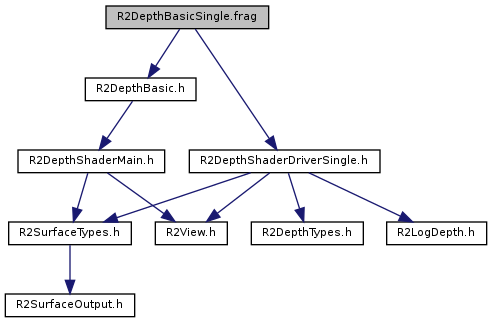 R2DepthBasicSingle.frag
R2DepthBasic.h
R2DepthShaderMain.h
R2DepthShaderDriverSingle.h
R2SurfaceTypes.h
R2View.h
R2DepthTypes.h
R2LogDepth.h
R2SurfaceOutput.h